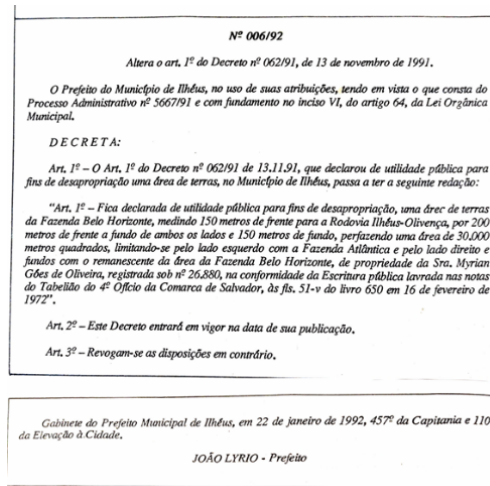 Nº 006/92
Altera o art. 1º do Decreto nº 062/91, de 13 de novembro de 1991.
O Prefeito do Município de Ilhéus, no uso de suas atribuições, tendo em vista o que consta do
Processo Administrativo nº 5667/91 e com fundamento no inciso VI, do artigo 64, da Lei Orgânica
Municipal.
D E C R E T A:
Art. 1º – O Art. 1º do Decreto nº 062/91 de 13.11.91, que declarou de utilidade pública para
fins de desapropriação uma área de terras, no Município de Ilhéus, passa a ter a seguinte redação:
"Art. 1º – Fica declarada de utilidade pública para fins de desapropriação, uma árec de terras
da Fazenda Belo Horizonte, medindo 150 metros de frente para a Rodovia Ilhéus-Olivença, por 200
metros de frente a fundo de ambos os lados e 150 metros de fundo, perfazendo uma área de 30.000
metros quadrados, limitando-se pelo lado esquerdo com a Fazenda Atlântica e pelo lado direito e
fundos com o remanescente da área da Fazenda Belo Horizonte, de propriedade da Sra. Myrian
Góes de Oliveira, registrada sob nº 26.880, na conformidade da Escritura pública lavrada nas notas
do Tabelião do 4º Ofício da Comarca de Salvador, às fls. 51-v do livro 650 em 16 de fevereiro de
1972".
Art. 2º – Este Decreto entrará em vigor na data de sua publicação.
Art. 3º – Revogam-se as disposições em contrário.
Gabinete do Prefeito Municipal de Ilhéus, em 22 de janeiro de 1992, 457º da Capitania e 110
da Elevação à Cidade.
JOÃO LYRIO - Prefeito